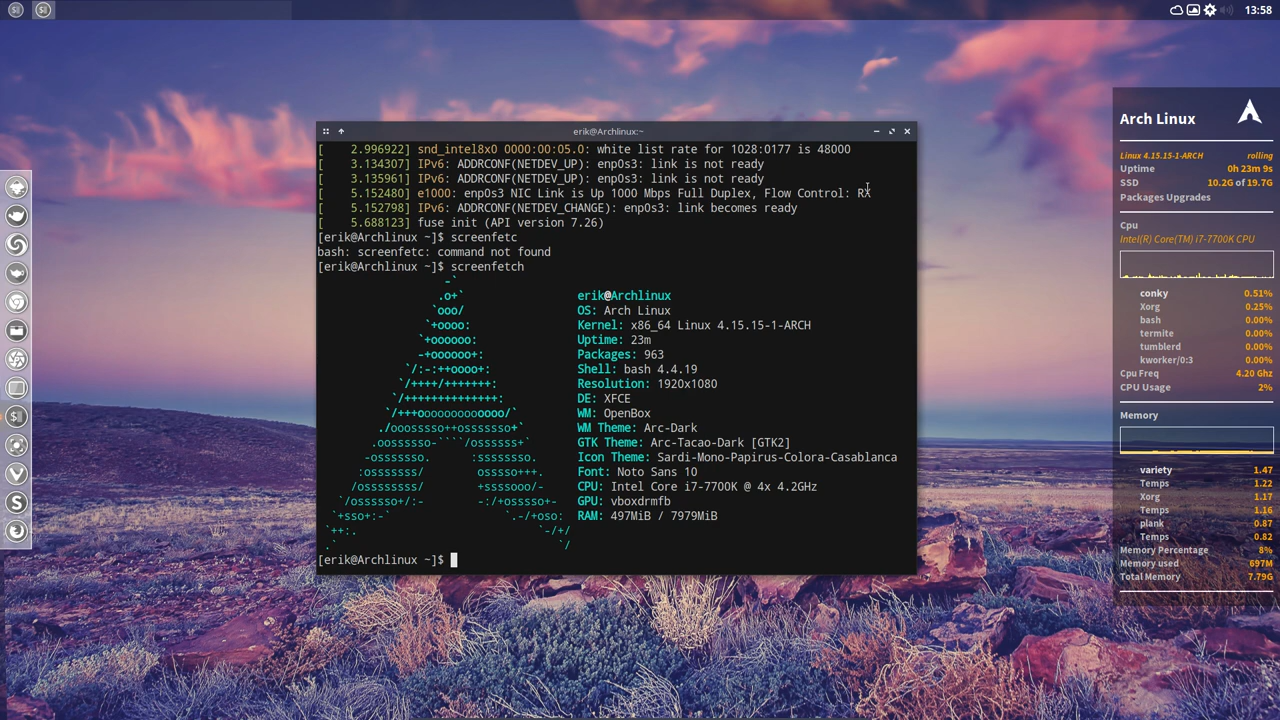 13:58
erik@Archlinux:~
[    2.996922] snd_intel8x0 0000:00:05.0: white list rate for 1028:0177 is 48000
[    3.134307] IPv6: ADDRCONF(NETDEV_UP): enp0s3: link is not ready
[    3.135961] IPv6: ADDRCONF(NETDEV_UP): enp0s3: link is not ready
[    5.152480] e1000: enp0s3 NIC Link is Up 1000 Mbps Full Duplex, Flow Control: RX
[    5.152798] IPv6: ADDRCONF(NETDEV_CHANGE): enp0s3: link becomes ready
[    5.688123] fuse init (API version 7.26)
[erik@Archlinux ~]$ screenfetc
bash: screenfetc: command not found
[erik@Archlinux ~]$ screenfetch
erik@Archlinux
OS: Arch Linux
Kernel: x86_64 Linux 4.15.15-1-ARCH
Uptime: 23m
Packages: 963
Shell: bash 4.4.19
Resolution: 1920x1080
DE: XFCE
WM: OpenBox
WM Theme: Arc-Dark
GTK Theme: Arc-Tacao-Dark [GTK2]
Icon Theme: Sardi-Mono-Papirus-Colora-Casablanca
Font: Noto Sans 10
CPU: Intel Core i7-7700K @ 4x 4.2GHz
GPU: vboxdrmfb
RAM: 497MiB / 7979MiB
[erik@Archlinux ~]$
Arch Linux
Linux 4.15.15-1-ARCH rolling
Uptime 0h 23m 9s
SSD 10.2G of 19.7G
Packages Upgrades
Cpu
Intel(R) Core(TM) i7-7700K CPU
conky 0.51%
Xorg 0.25%
bash 0.00%
termite 0.00%
tumblerd 0.00%
kworker/0:3 0.00%
Cpu Freq 4.20 Ghz
CPU Usage 2%
Memory
variety 1.47
Temps 1.22
Xorg 1.17
Temps 1.16
plank 0.87
Temps 0.82
Memory Percentage 8%
Memory used 697M
Total Memory 7.79G